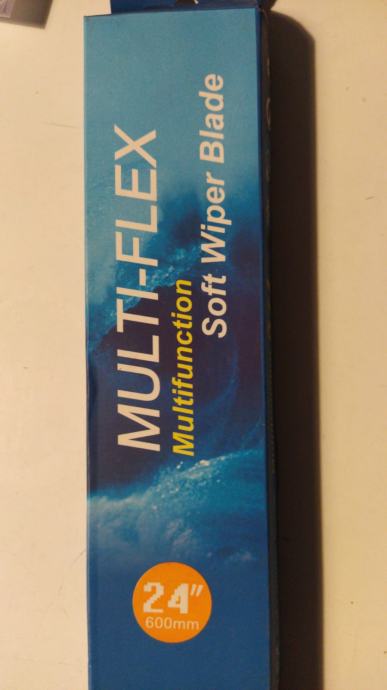 MULTI-FLEX
Multifunction
Soft Wiper Blade
24"
600mm